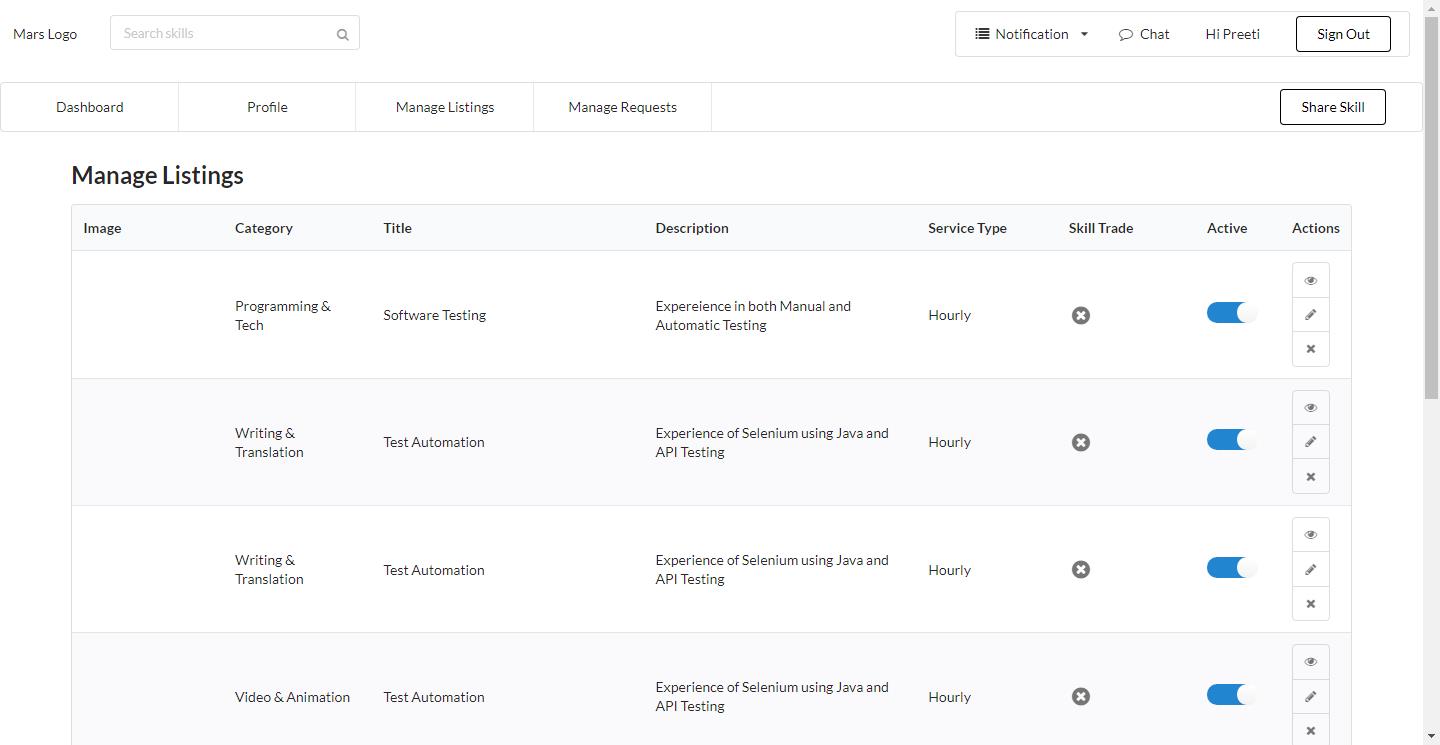 Mars Logo
Search skills
Notification
Chat
Hi Preeti
Sign Out
Dashboard
Profile
Manage Listings
Manage Requests
Share Skill
Manage Listings
Image Category Title Description Service Type Skill Trade Active Actions
Programming &
Tech
Software Testing
Expereience in both Manual and
Automatic Testing
Hourly
Writing &
Translation
Test Automation
Experience of Selenium using Java and
API Testing
Hourly
Writing &
Translation
Test Automation
Experience of Selenium using Java and
API Testing
Hourly
Video & Animation
Test Automation
Experience of Selenium using Java and
API Testing
Hourly